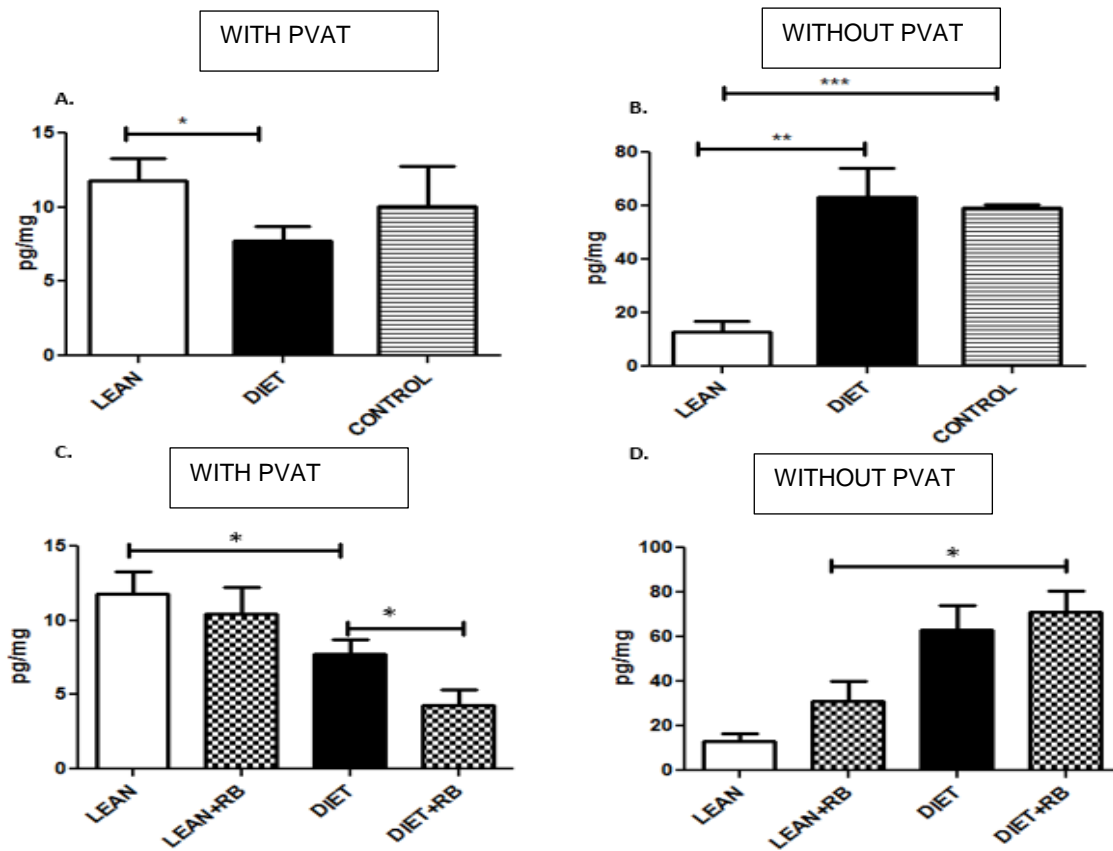 WITH PVAT
WITHOUT PVAT
A.
*
15
10
5
0
pg/mg
LEAN
DIET
CONTROL
B.
***
**
80
60
40
20
0
pg/mg
LEAN
DIET
CONTROL
C.
WITH PVAT
*
*
15
10
5
0
pg/mg
LEAN
LEAN+RB
DIET
DIET+RB
D.
WITHOUT PVAT
*
100
80
60
40
20
0
pg/mg
LEAN
LEAN+RB
DIET
DIET+RB